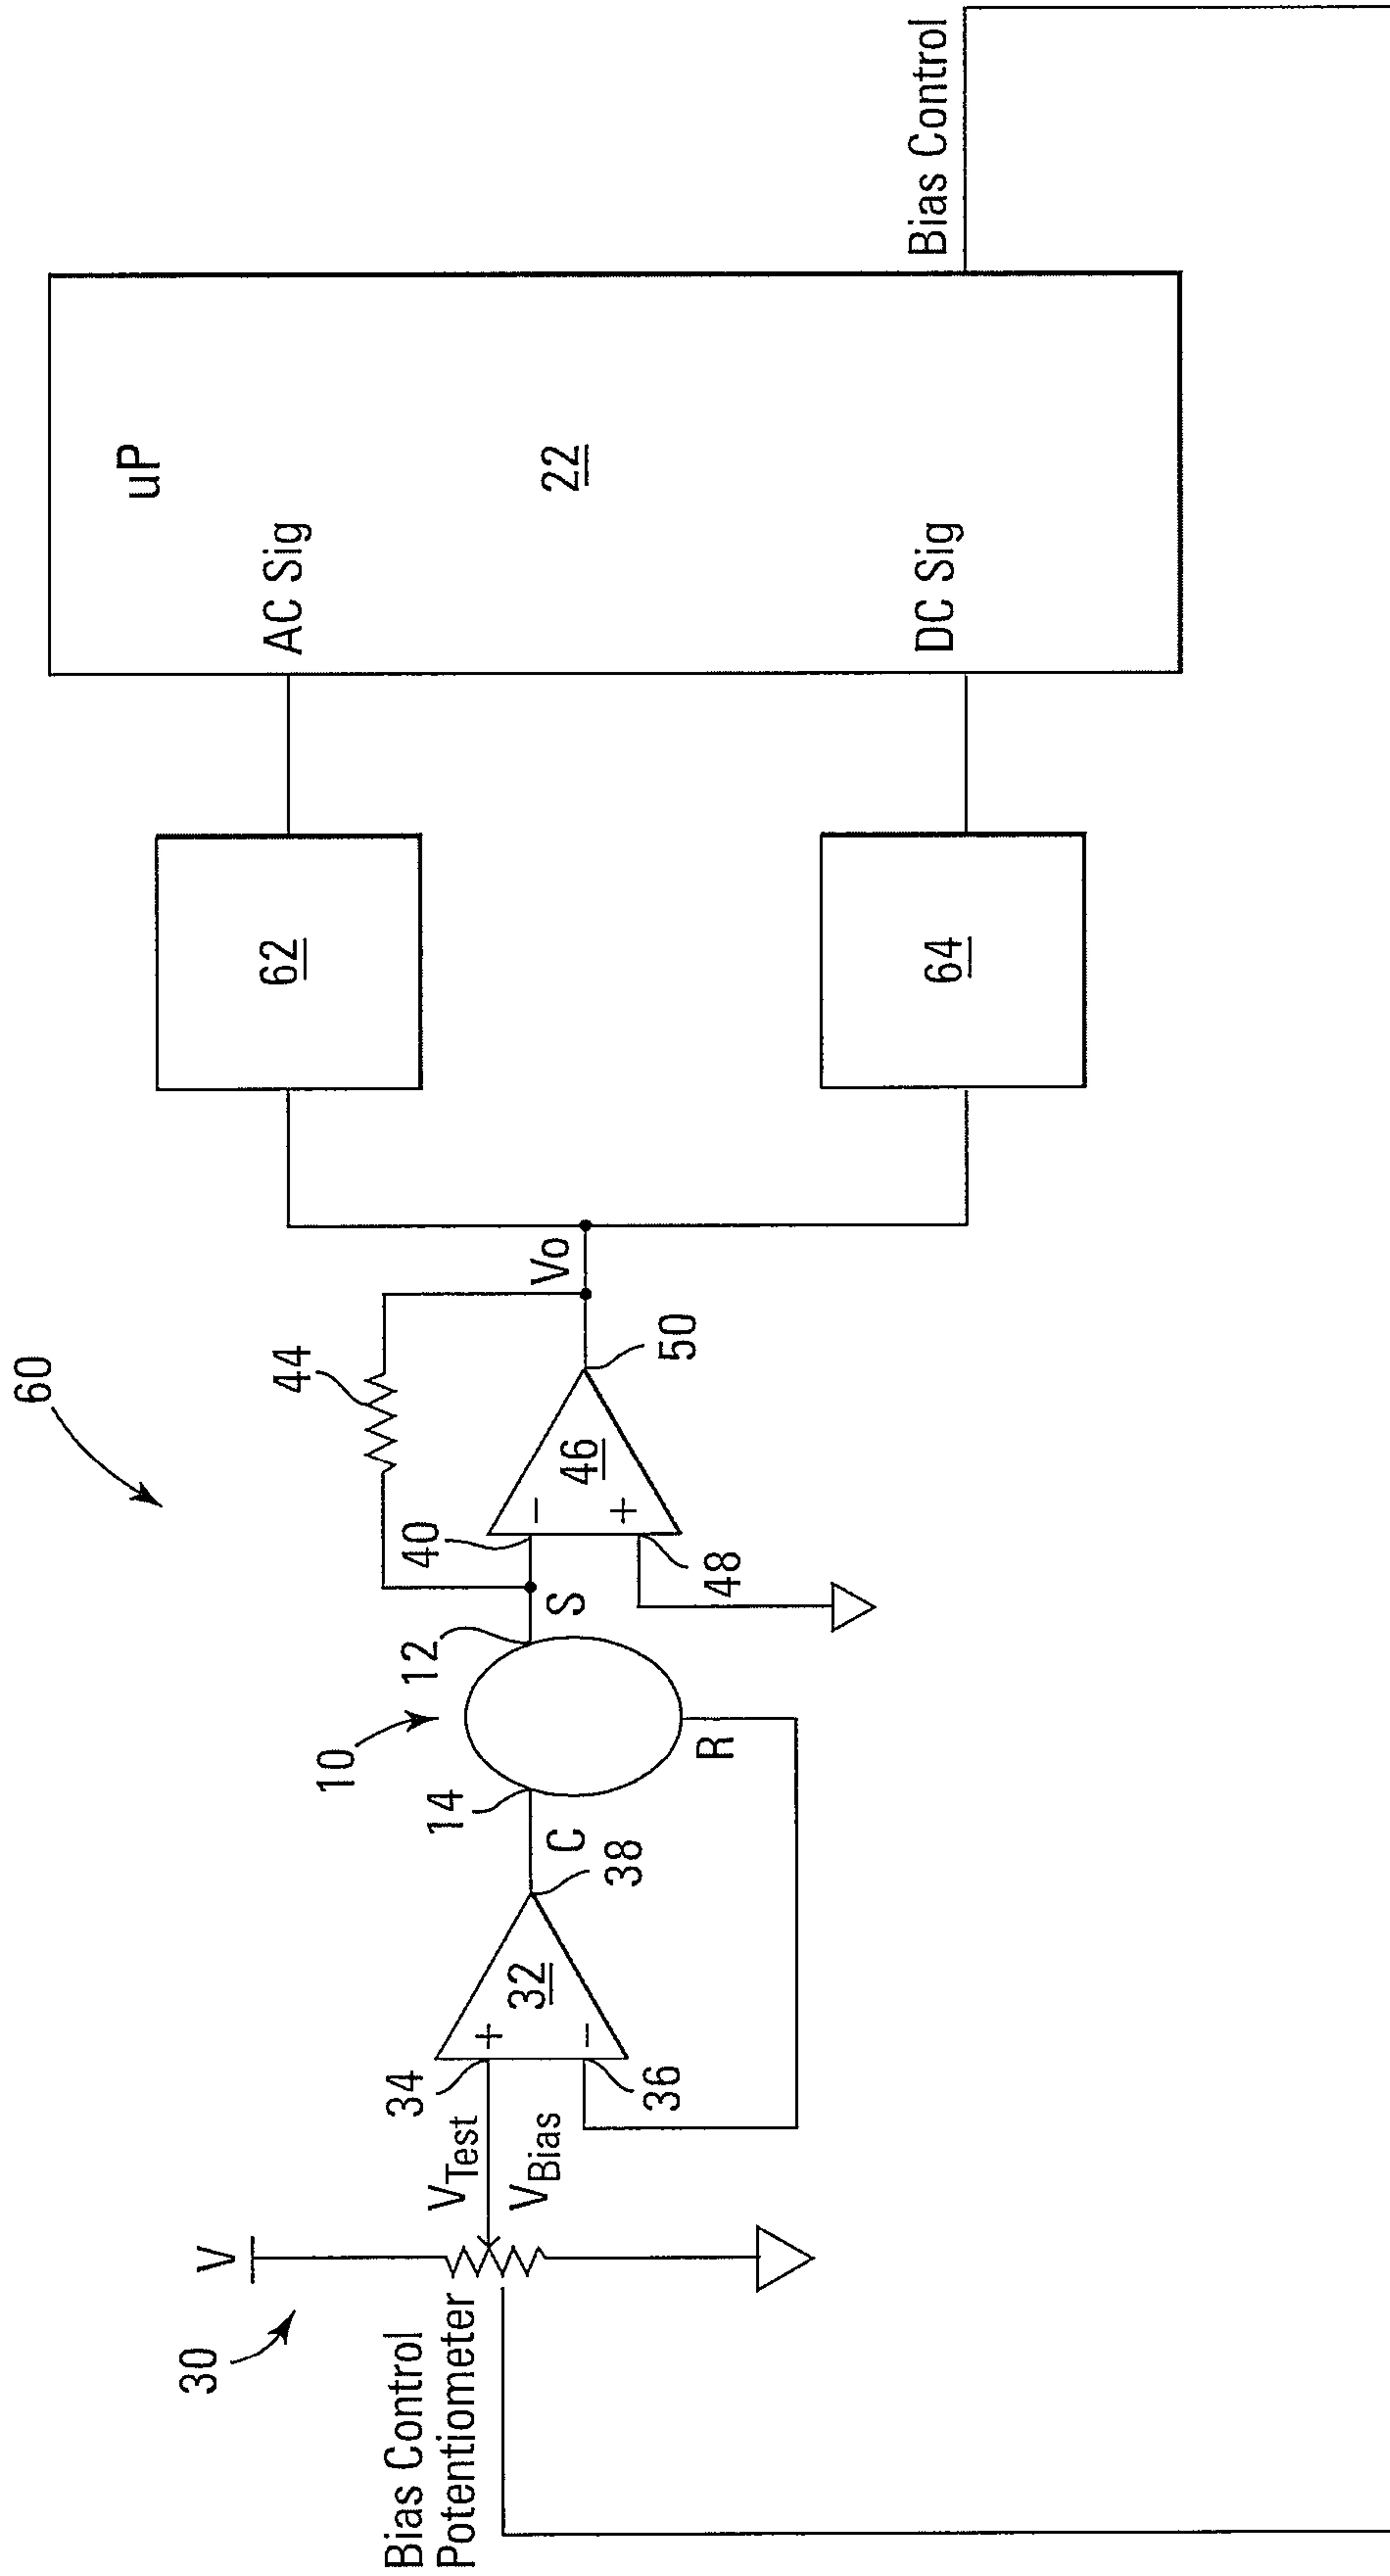 60
uP
AC Sig
22
DC Sig
Bias Control
62
64
44
Vo
50
46
−
+
40
48
S
12
10
14
C
R
38
32
+
−
34
36
VTest
VBias
V
30
Bias Control
Potentiometer